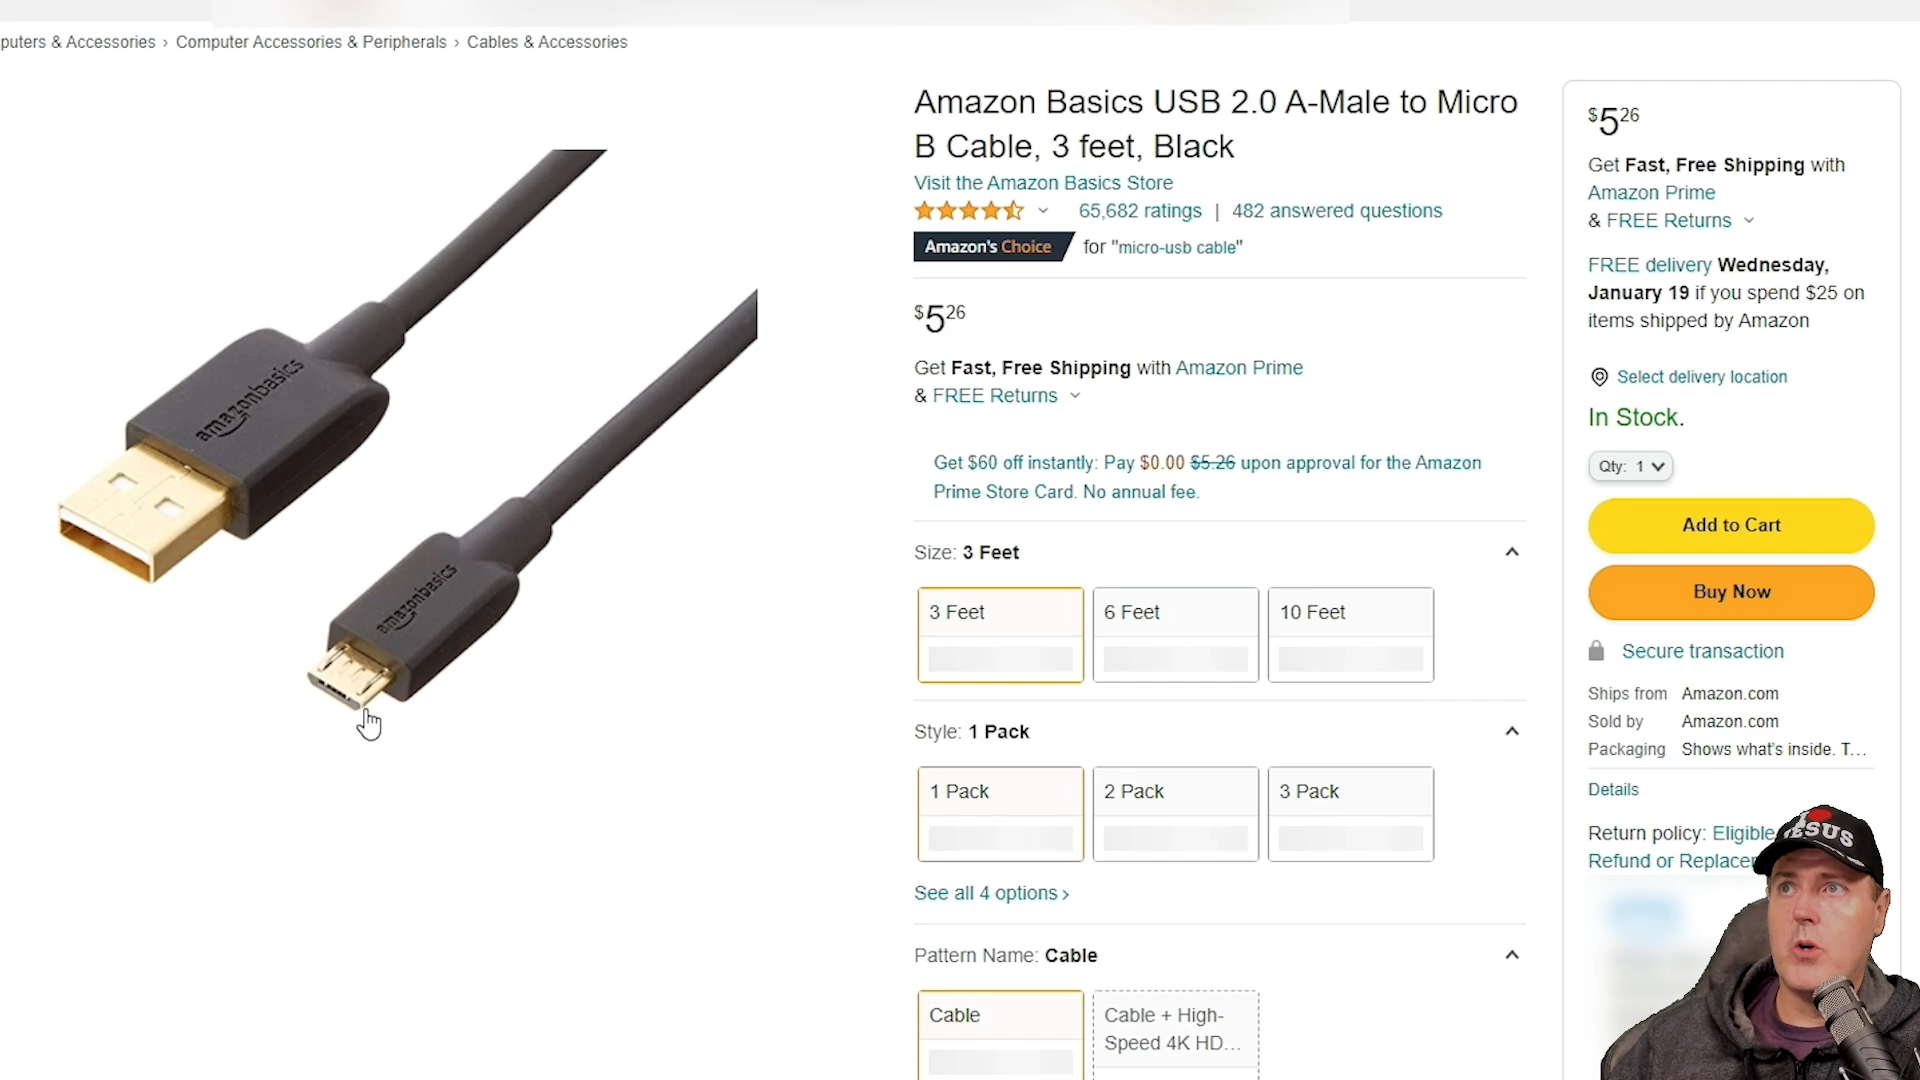 puters & Accessories › Computer Accessories & Peripherals › Cables & Accessories
amazonbasics
amazonbasics
Amazon Basics USB 2.0 A-Male to Micro
B Cable, 3 feet, Black
Visit the Amazon Basics Store
65,682 ratings | 482 answered questions
Amazon's Choice for "micro-usb cable"
$5 26
Get Fast, Free Shipping with Amazon Prime
& FREE Returns
Get $60 off instantly: Pay $0.00 $5.26 upon approval for the Amazon
Prime Store Card. No annual fee.
Size: 3 Feet
3 Feet
6 Feet
10 Feet
Style: 1 Pack
1 Pack
2 Pack
3 Pack
See all 4 options ›
Pattern Name: Cable
Cable
Cable + High-
Speed 4K HD...
$5 26
Get Fast, Free Shipping with
Amazon Prime
& FREE Returns
FREE delivery Wednesday,
January 19 if you spend $25 on
items shipped by Amazon
Select delivery location
In Stock.
Qty: 1
Add to Cart
Buy Now
Secure transaction
Ships from Amazon.com
Sold by Amazon.com
Packaging Shows what's inside. T...
Details
Return policy: Eligible
Refund or Replacem
ESUS